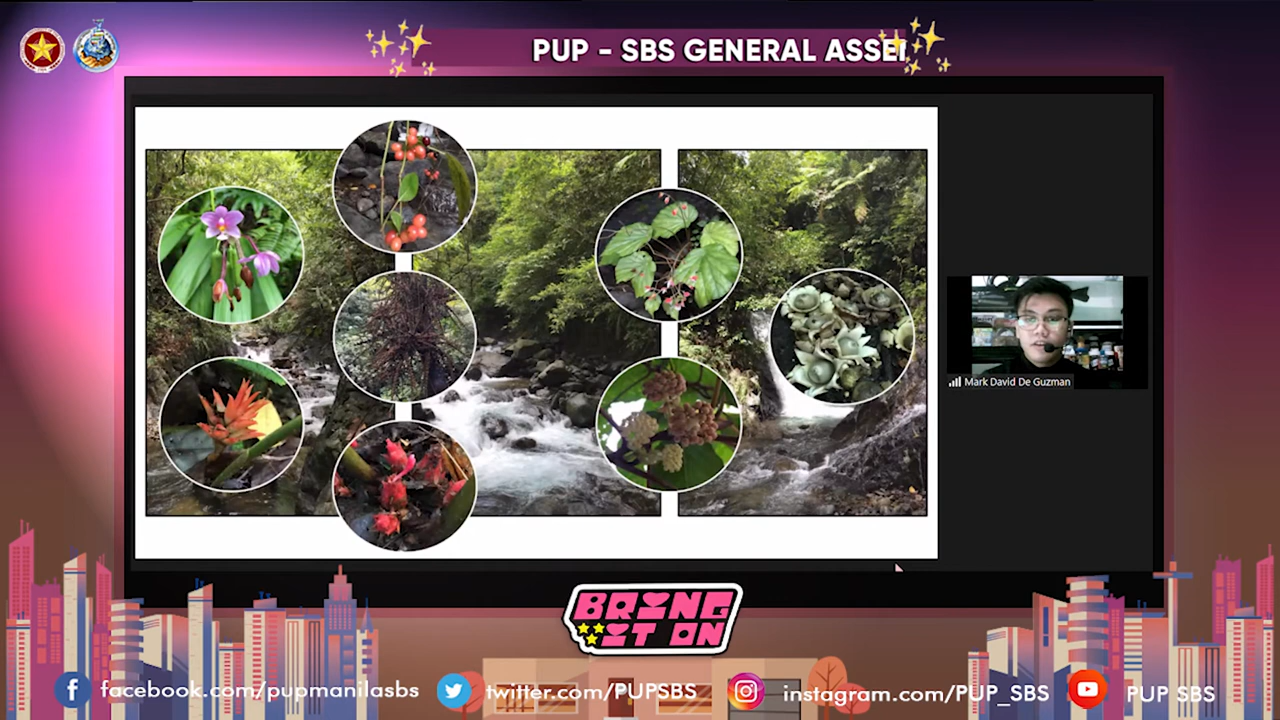 PUP - SBS GENERAL ASSE
Mark David De Guzman
BRING
IT ON
facebook.com/pupmanilasbs
twitter.com/PUPSBS
instagram.com/PUP_SBS
PUP SBS